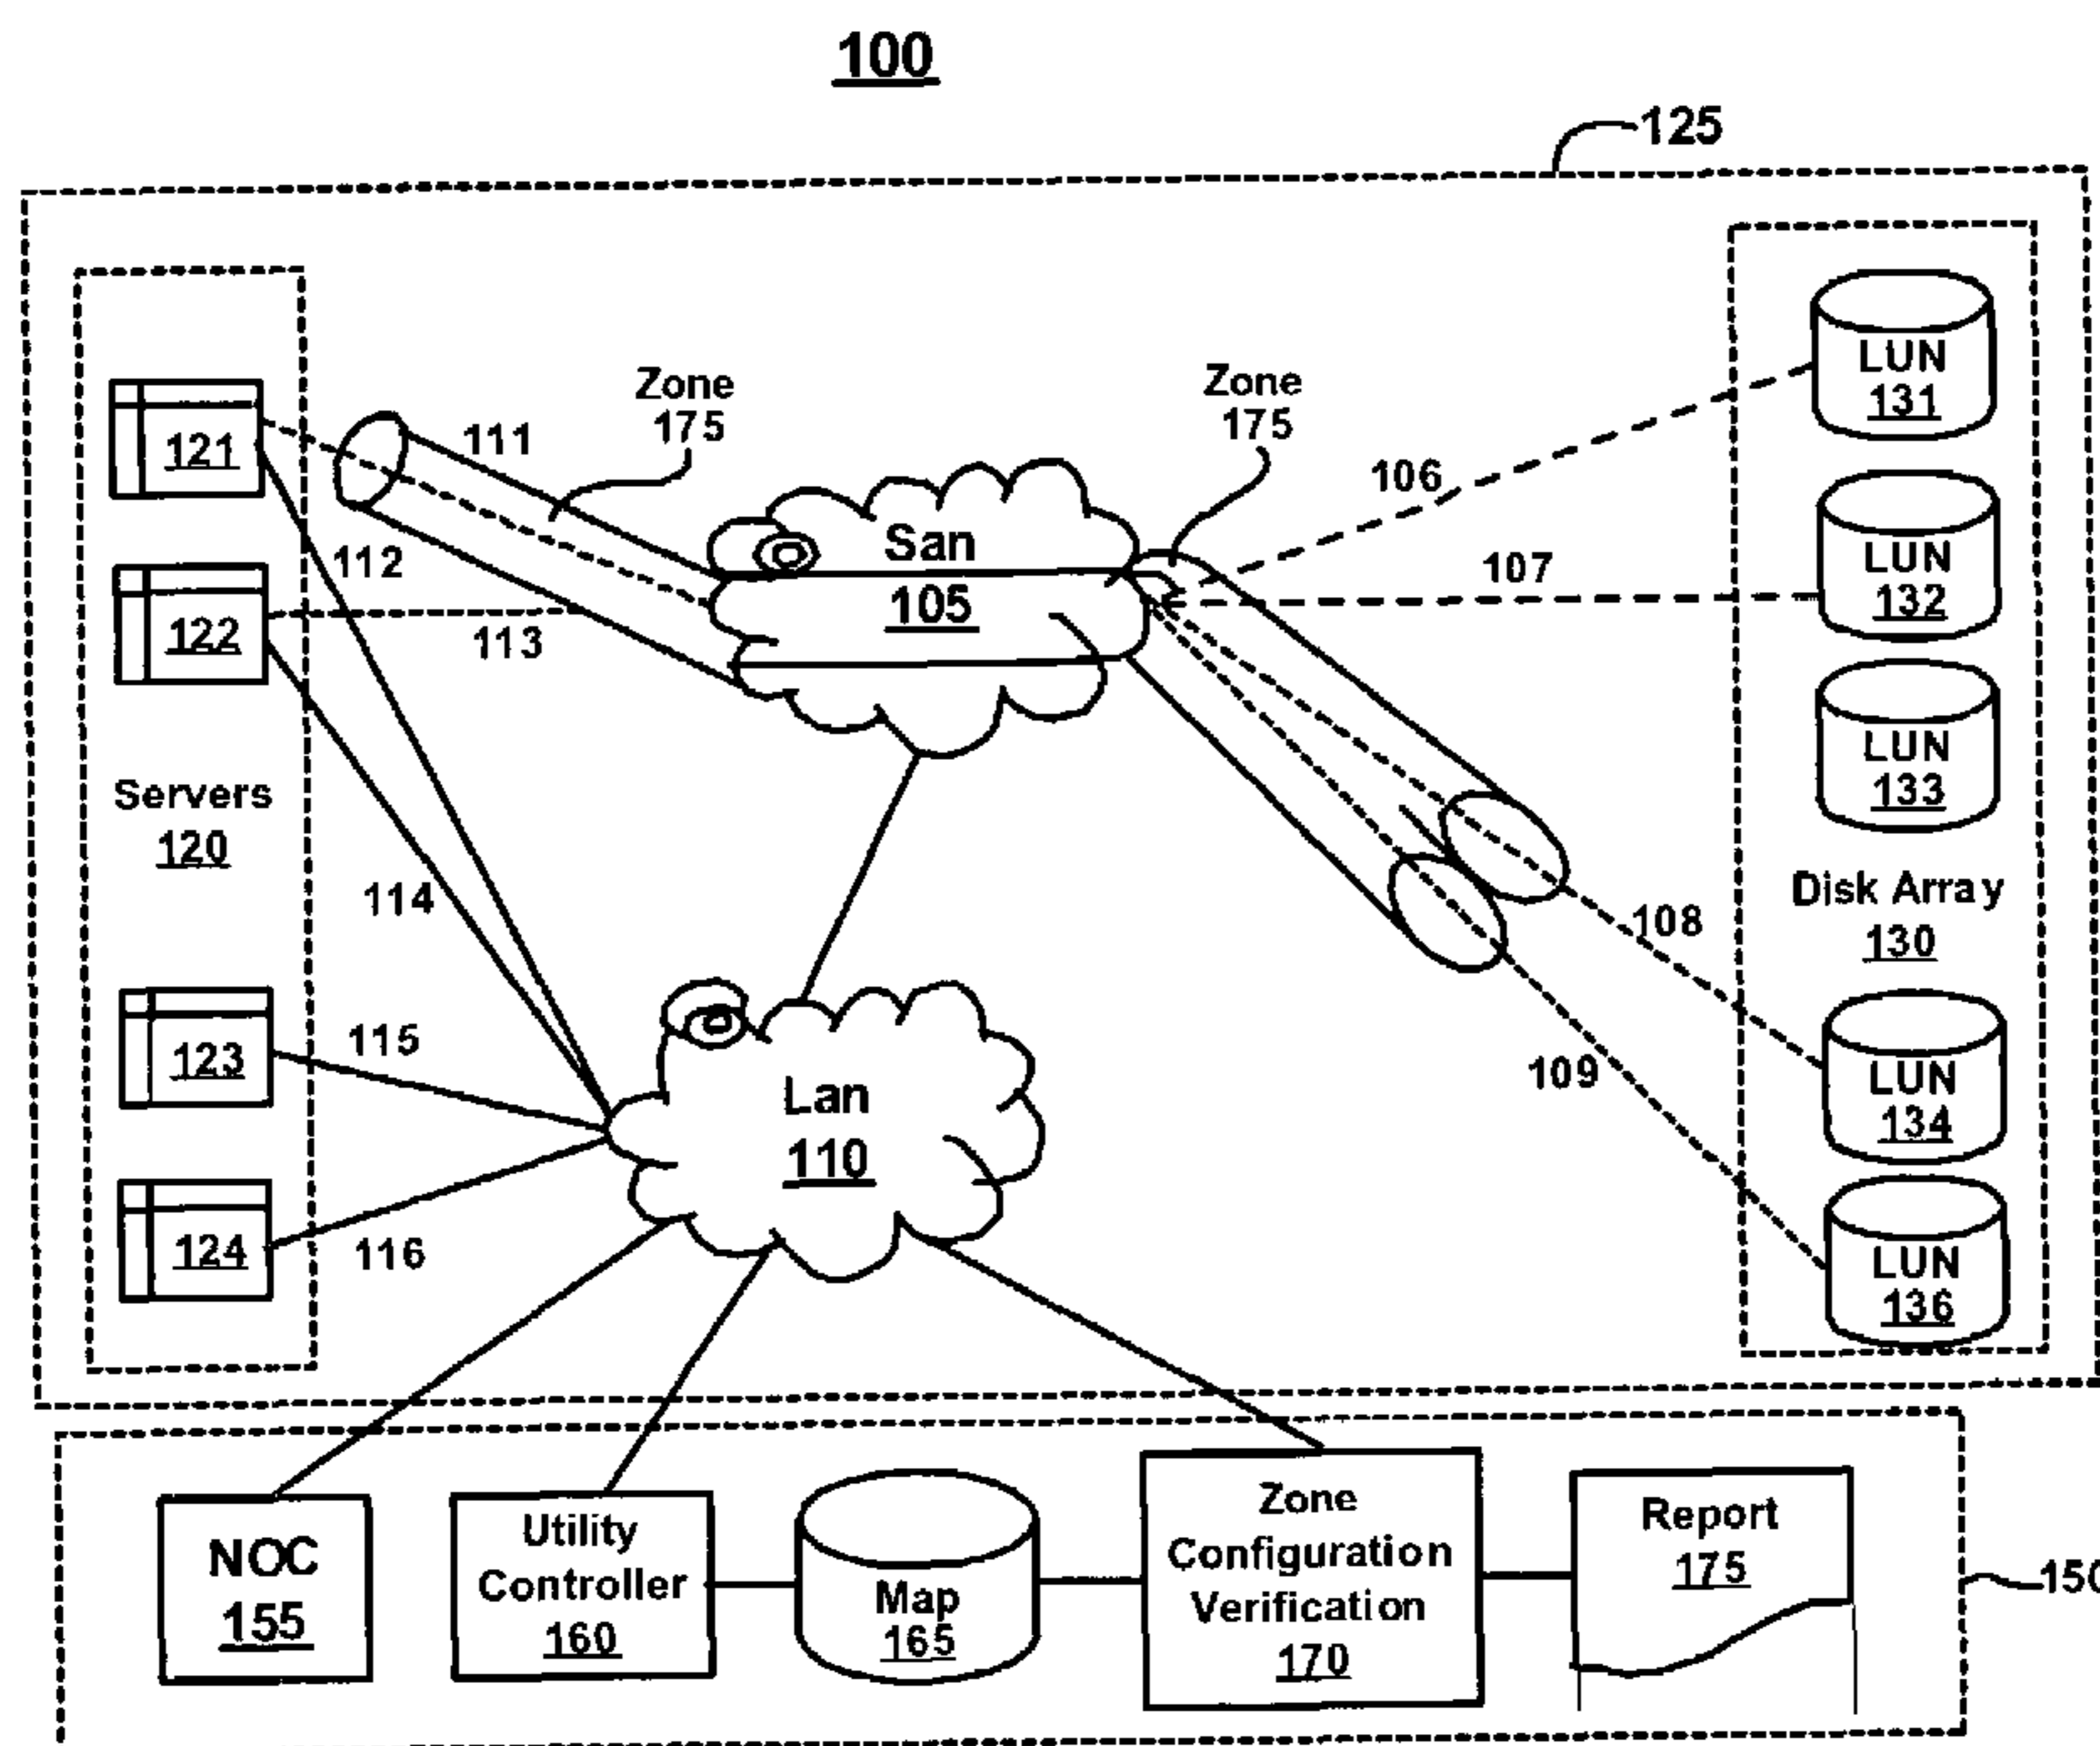 100
125
Zone
175
Zone
175
111
121
112
122
113
San
105
106
107
LUN
131
LUN
132
LUN
133
Servers
120
114
Disk Array
130
108
109
LUN
134
LUN
136
123
115
Lan
110
124
116
NOC
155
Utility
Controller
160
Map
165
Zone
Configuration
Verification
170
Report
175
150